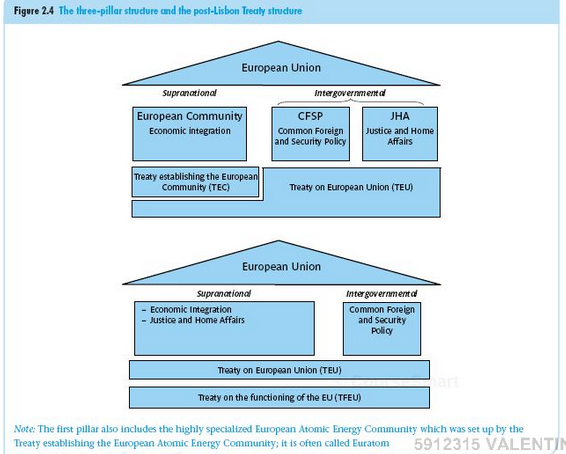 Figure 2.4 The three-pillar structure and the post-Lisbon Treaty structure
European Union
Supranational
Intergovernmental
European Community
Economic integration
CFSP
Common Foreign
and Security Policy
JHA
Justice and Home
Affairs
Treaty establishing the European
Community (TEC)
Treaty on European Union (TEU)
European Union
Supranational
Intergovernmental
– Economic Integration
– Justice and Home Affairs
Common Foreign
and Security
Policy
Treaty on European Union (TEU)
Treaty on the functioning of the EU (TFEU)
Note: The first pillar also includes the highly specialized European Atomic Energy Community which was set up by the
Treaty establishing the European Atomic Energy Community; it is often called Euratom
5912315 VALENTIN